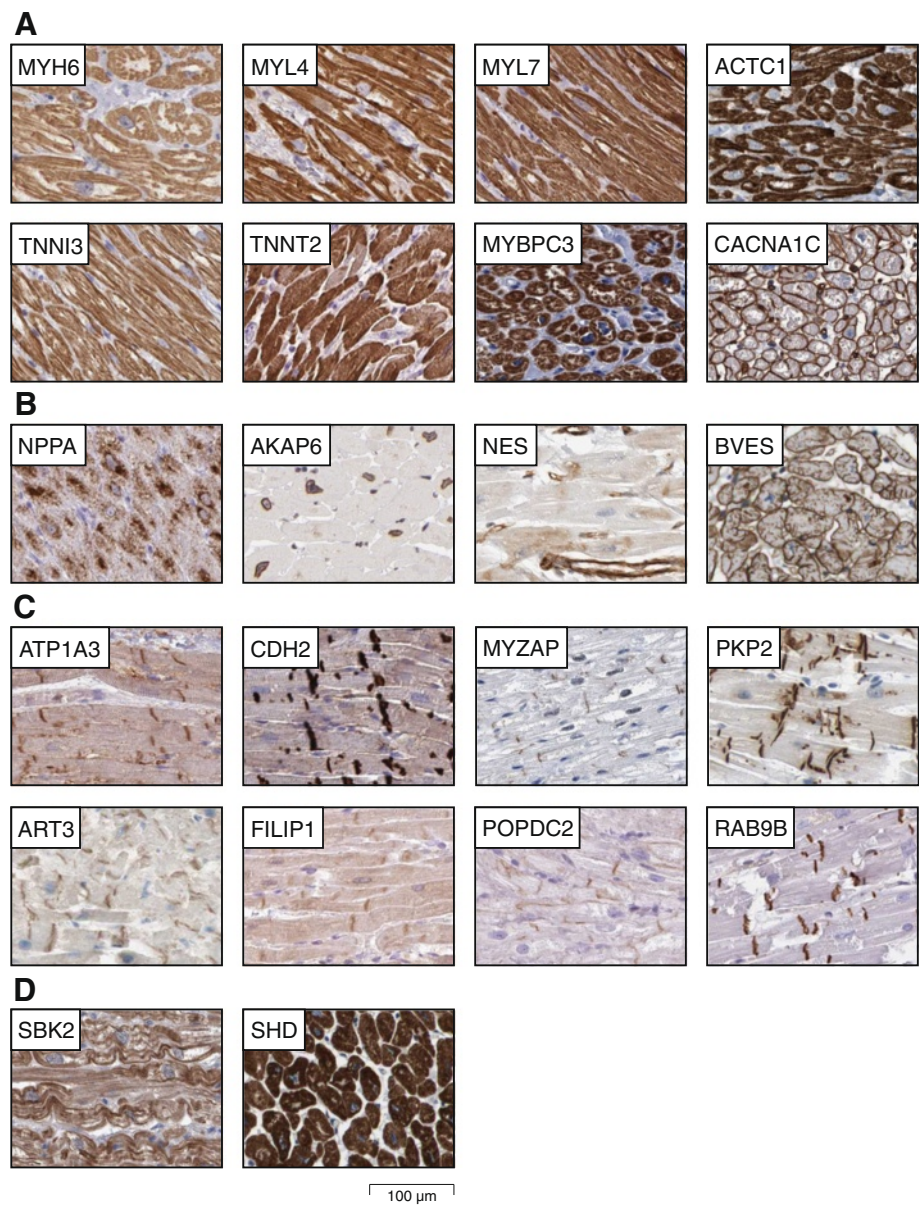 A
MYH6 MYL4 MYL7 ACTC1
TNNI3 TNNT2 MYBPC3 CACNA1C
B
NPPA AKAP6 NES BVES
C
ATP1A3 CDH2 MYZAP PKP2
ART3 FILIP1 POPDC2 RAB9B
D
SBK2 SHD
100 µm